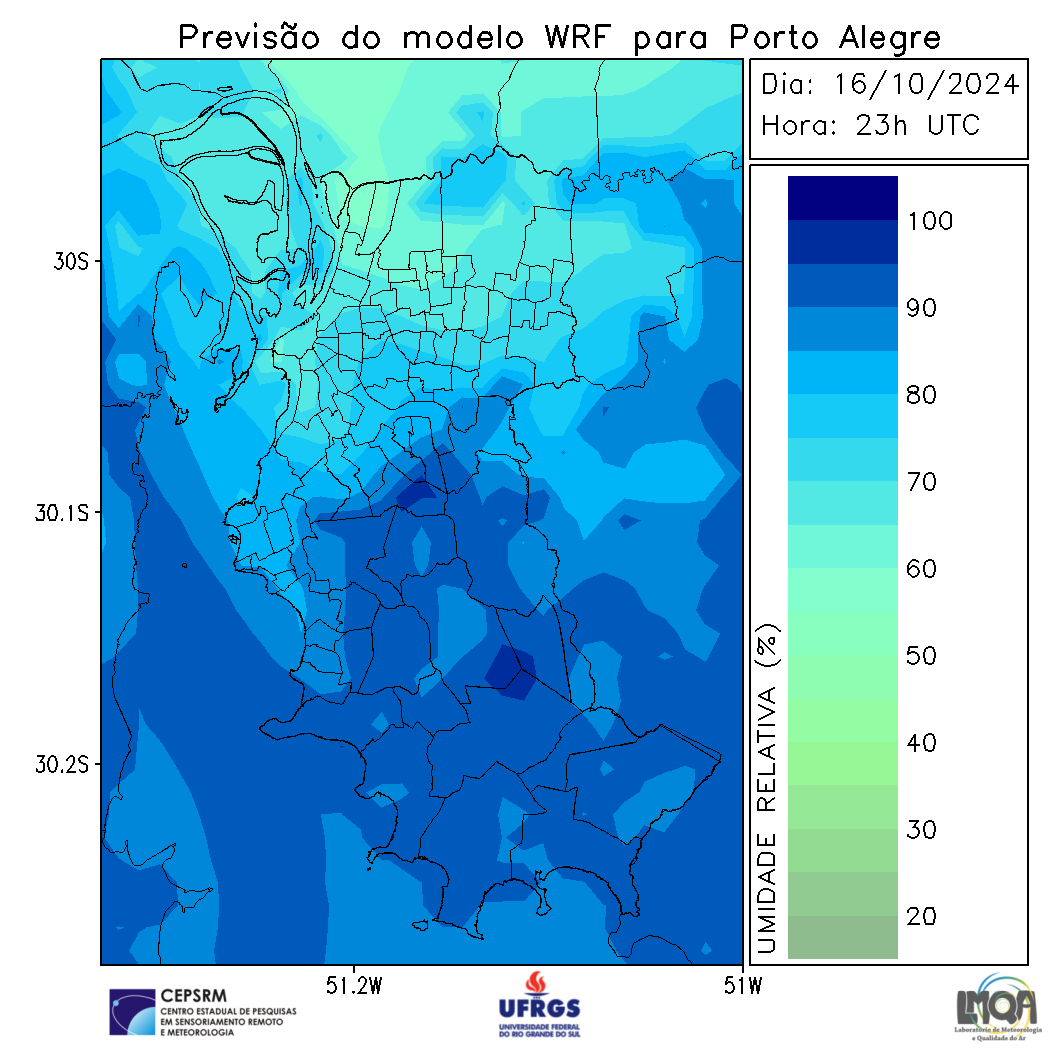 Previsão do modelo WRF para Porto Alegre
Dia: 16/10/2024
Hora: 23h UTC
100
90
80
70
60
50
40
30
20
UMIDADE RELATIVA (%)
30S
30.1S
30.2S
51.2W
51W
CEPSRM
CENTRO ESTADUAL DE PESQUISAS
EM SENSORIAMENTO REMOTO
E METEOROLOGIA
UFRGS
UNIVERSIDADE FEDERAL
DO RIO GRANDE DO SUL
LMQA
Laboratório de Meteorologia
e Qualidade do Ar